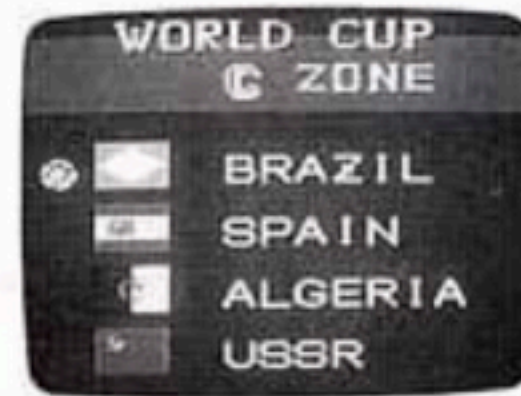 WORLD CUP
C ZONE
BRAZIL
SPAIN
ALGERIA
USSR